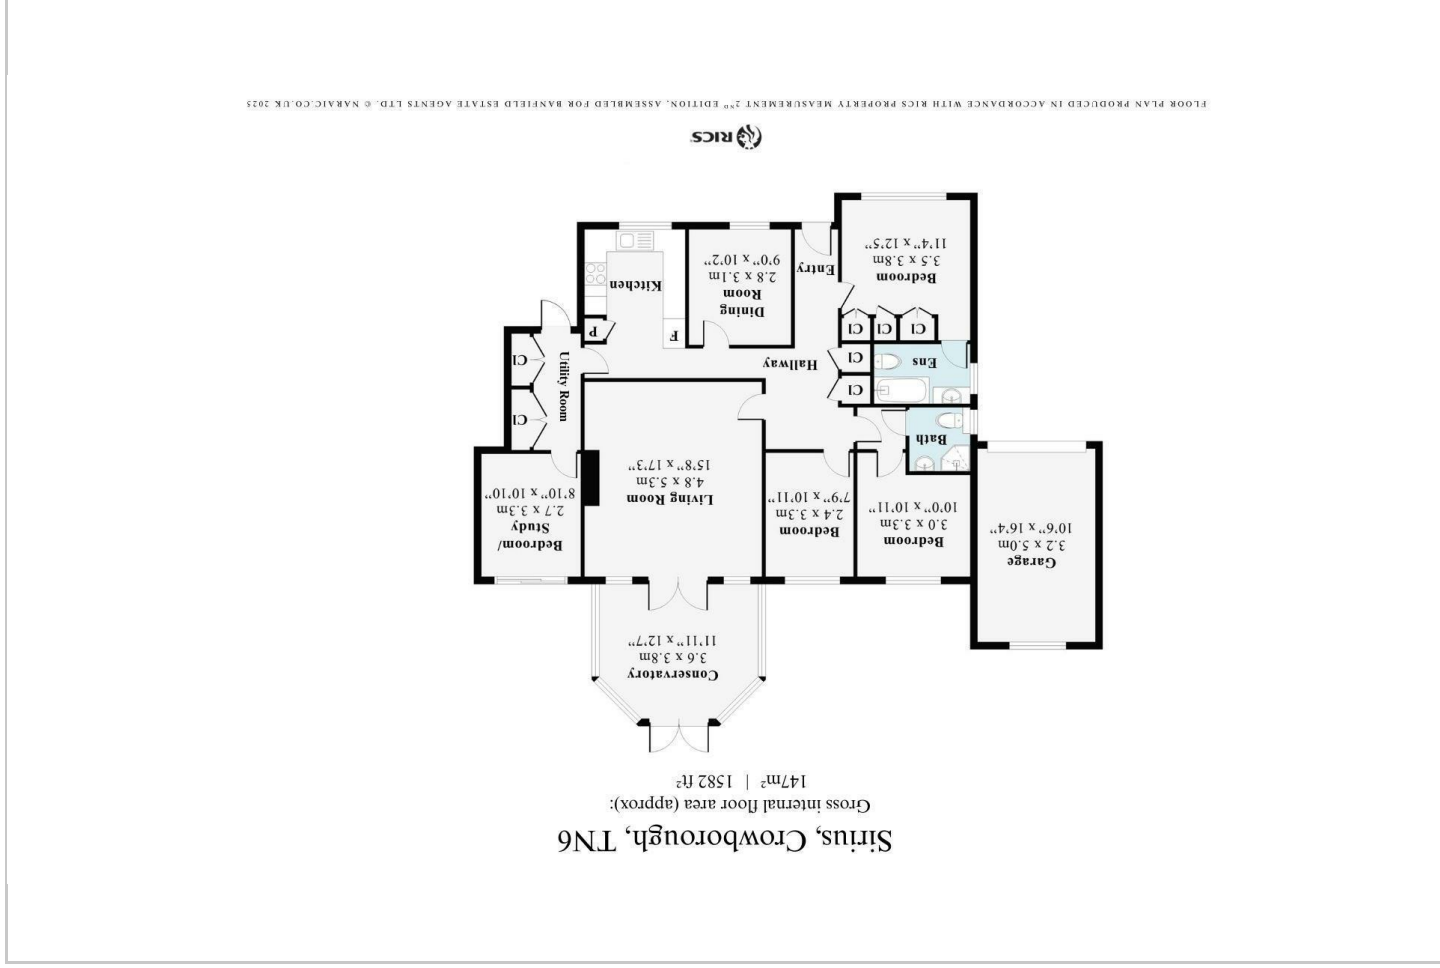 Sirius, Crowborough, TN6
Gross internal floor area (approx):
147m² | 1582 ft²
Conservatory
3.6 x 3.8m
11'11" x 12'7"
Garage
3.2 x 5.0m
10'6" x 16'4"
Bedroom
3.0 x 3.3m
10'0" x 10'11"
Bedroom
2.4 x 3.3m
7'9" x 10'11"
Living Room
4.8 x 5.3m
15'8" x 17'3"
Bedroom/
Study
2.7 x 3.3m
8'10" x 10'10"
Bath
Cl
Cl
Utility Room
Ens
Cl
Cl
Hallway
Cl
Cl
Cl
F
P
Dining
Room
2.8 x 3.1m
9'0" x 10'2"
Kitchen
Entry
Bedroom
3.5 x 3.8m
11'4" x 12'5"
RICS
FLOOR PLAN PRODUCED IN ACCORDANCE WITH RICS PROPERTY MEASUREMENT 2ND EDITION. ASSEMBLED FOR BANFIELD ESTATE AGENTS LTD. © NARAIC.CO.UK 2025